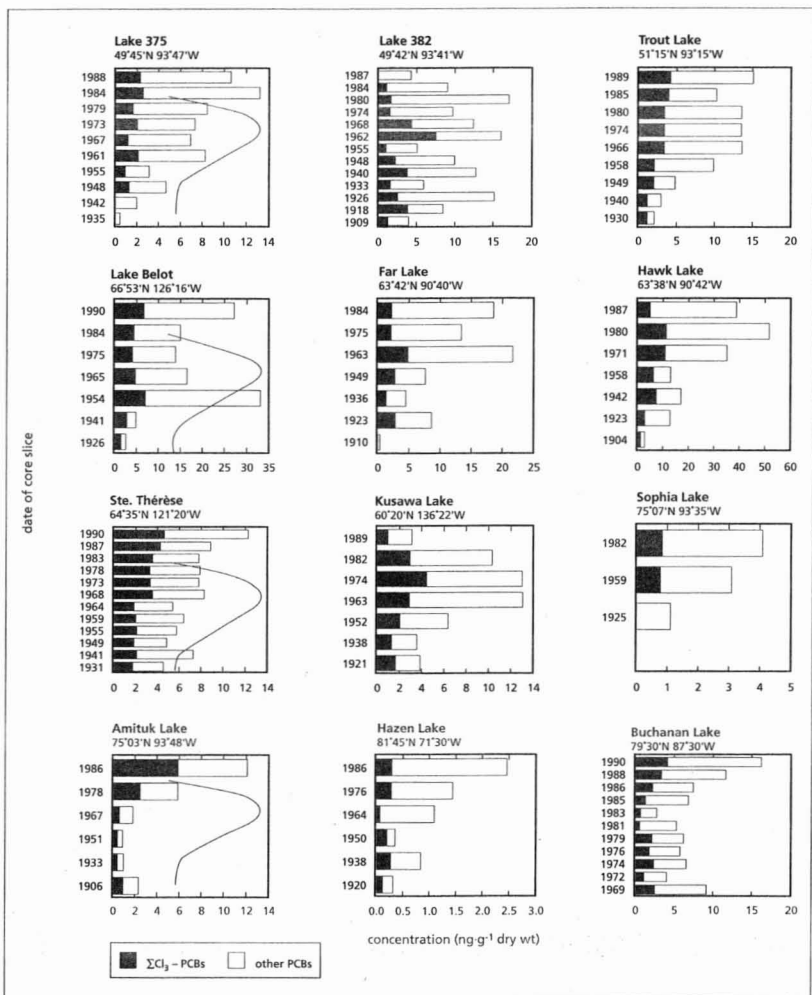 Lake 375
49°45'N 93°47'W
1988
1984
1979
1973
1967
1961
1955
1948
1942
1935
0 2 4 6 8 10 12 14
Lake 382
49°42'N 93°41'W
1987
1984
1980
1974
1968
1962
1955
1948
1940
1933
1926
1918
1909
0 5 10 15 20
Trout Lake
51°15'N 93°15'W
1989
1985
1980
1974
1966
1958
1949
1940
1930
0 5 10 15 20
Lake Belot
66°53'N 126°16'W
1990
1984
1975
1965
1954
1941
1926
0 5 10 15 20 25 30 35
Far Lake
63°42'N 90°40'W
1984
1975
1963
1949
1936
1923
1910
0 5 10 15 20 25
Hawk Lake
63°38'N 90°42'W
1987
1980
1971
1958
1942
1923
1904
0 10 20 30 40 50 60
date of core slice
Ste. Thérèse
64°35'N 121°20'W
1990
1987
1983
1978
1973
1968
1964
1959
1955
1949
1941
1931
0 2 4 6 8 10 12 14
Kusawa Lake
60°20'N 136°22'W
1989
1982
1974
1963
1952
1938
1921
0 2 4 6 8 10 12 14
Sophia Lake
75°07'N 93°35'W
1982
1959
1925
0 1 2 3 4 5
Amituk Lake
75°03'N 93°48'W
1986
1978
1967
1951
1933
1906
0 2 4 6 8 10 12 14
Hazen Lake
81°45'N 71°30'W
1986
1976
1964
1950
1938
1920
0.0 0.5 1.0 1.5 2.0 2.5 3.0
Buchanan Lake
79°30'N 87°30'W
1990
1988
1986
1985
1983
1981
1979
1976
1974
1972
1969
0 5 10 15 20
concentration (ng·g⁻¹ dry wt)
∑Cl₃ – PCBs other PCBs